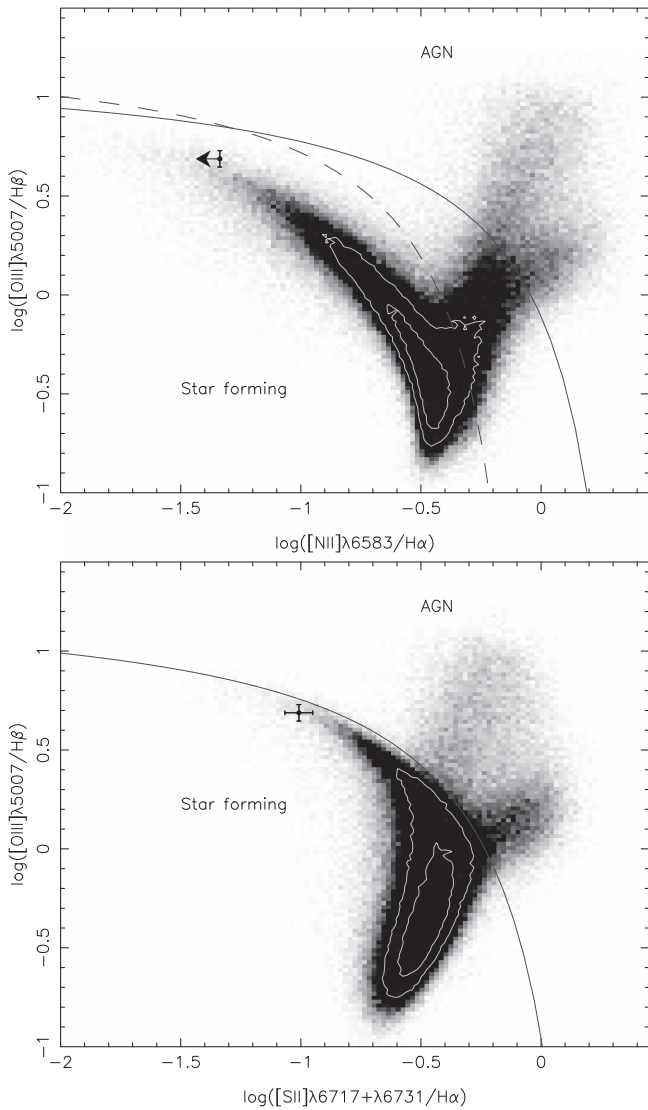 AGN
1
0.5
0
−0.5
−1
log([OIII]λ5007/Hβ)
Star forming
−2
−1.5
−1
−0.5
0
log([NII]λ6583/Hα)
AGN
1
0.5
0
−0.5
−1
log([OIII]λ5007/Hβ)
Star forming
−2
−1.5
−1
−0.5
0
log([SII]λ6717+λ6731/Hα)